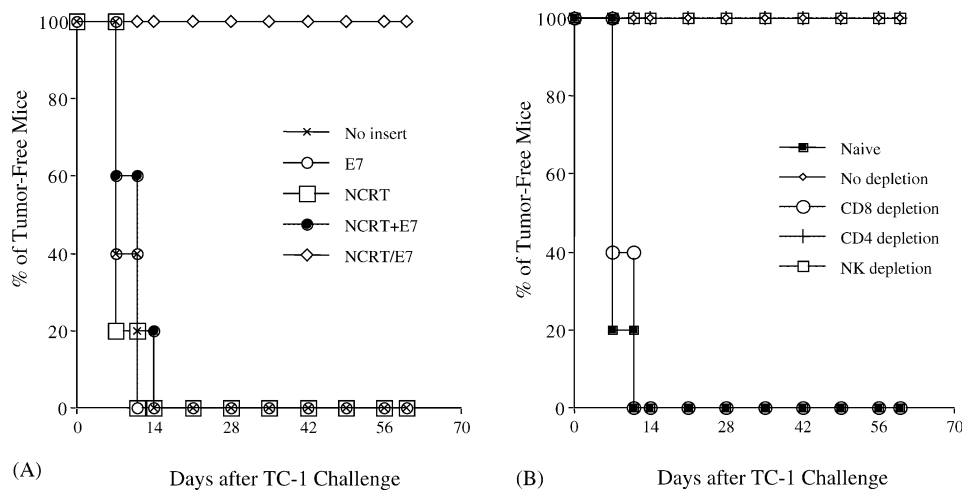 % of Tumor-Free Mice
100
80
60
40
20
0
No insert
E7
NCRT
NCRT+E7
NCRT/E7
0 14 28 42 56 70
Days after TC-1 Challenge
(A)
% of Tumor-Free Mice
100
80
60
40
20
0
Naive
No depletion
CD8 depletion
CD4 depletion
NK depletion
0 14 28 42 56 70
Days after TC-1 Challenge
(B)